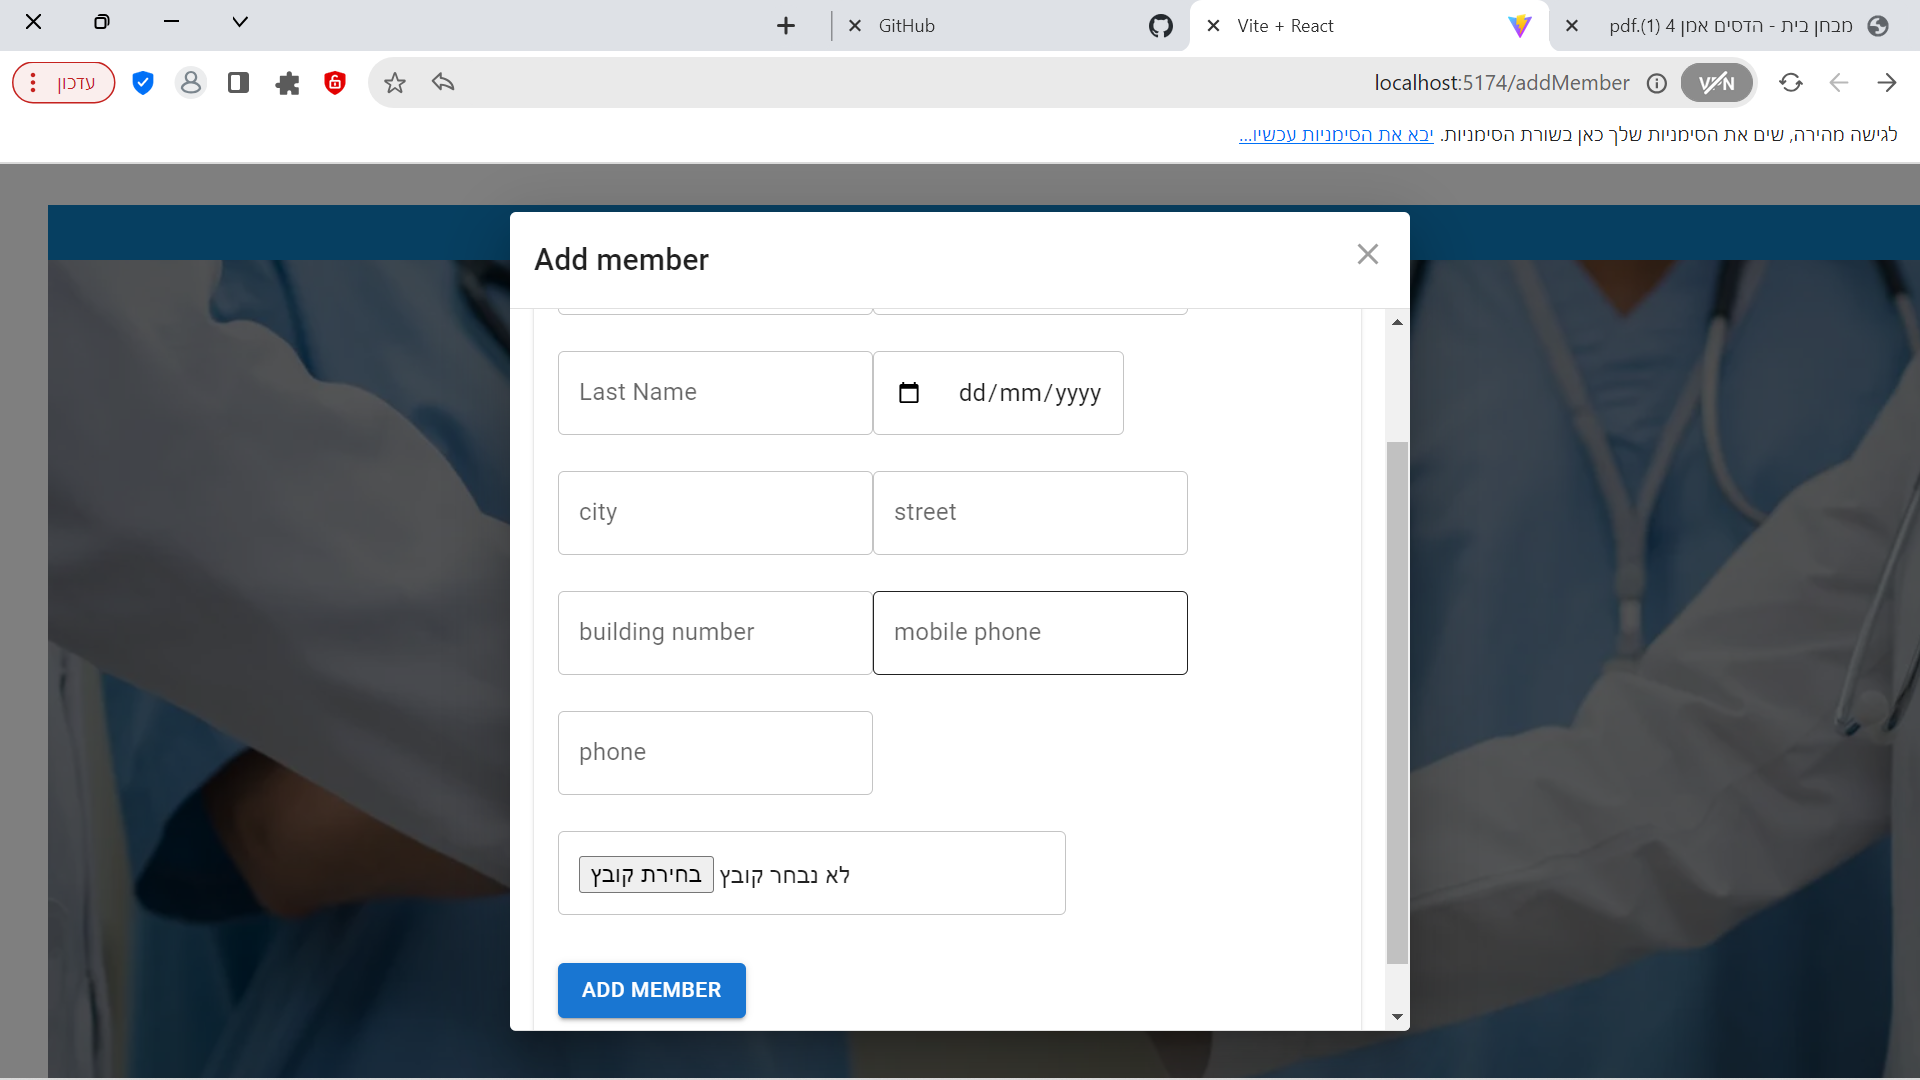 GitHub
Vite + React
מבחן בית - הדסים אמן 4 (1).pdf
עדכון
localhost:5174/addMember
VPN
לגישה מהירה, שים את הסימניות שלך כאן בשורת הסימניות. יבא את הסימניות עכשיו...
Add member
Last Name
dd/mm/yyyy
city
street
building number
mobile phone
phone
בחירת קובץ לא נבחר קובץ
ADD MEMBER